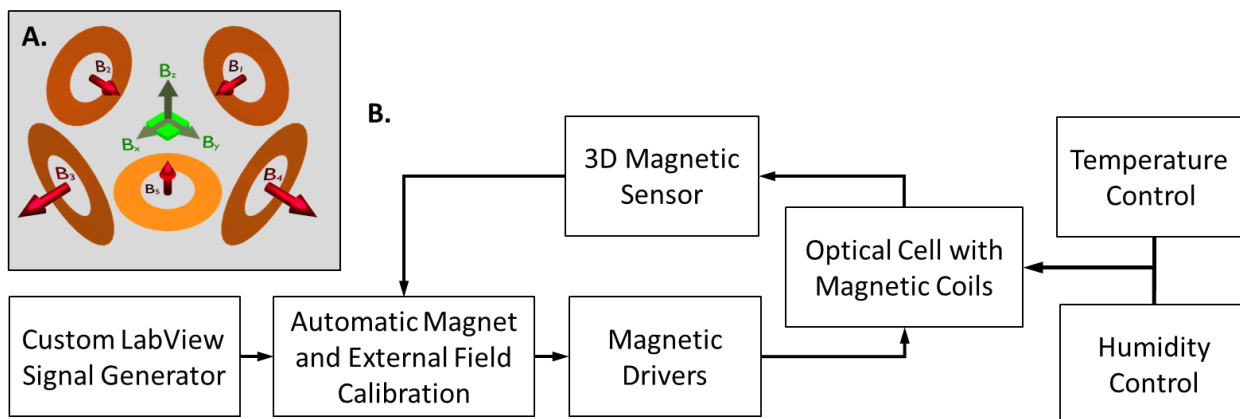 A.
B₂
B₁
B_z
B_x
B_y
B₃
B₅
B₄
B.
3D Magnetic
Sensor
Temperature
Control
Optical Cell with
Magnetic Coils
Custom LabView
Signal Generator
Automatic Magnet
and External Field
Calibration
Magnetic
Drivers
Humidity
Control